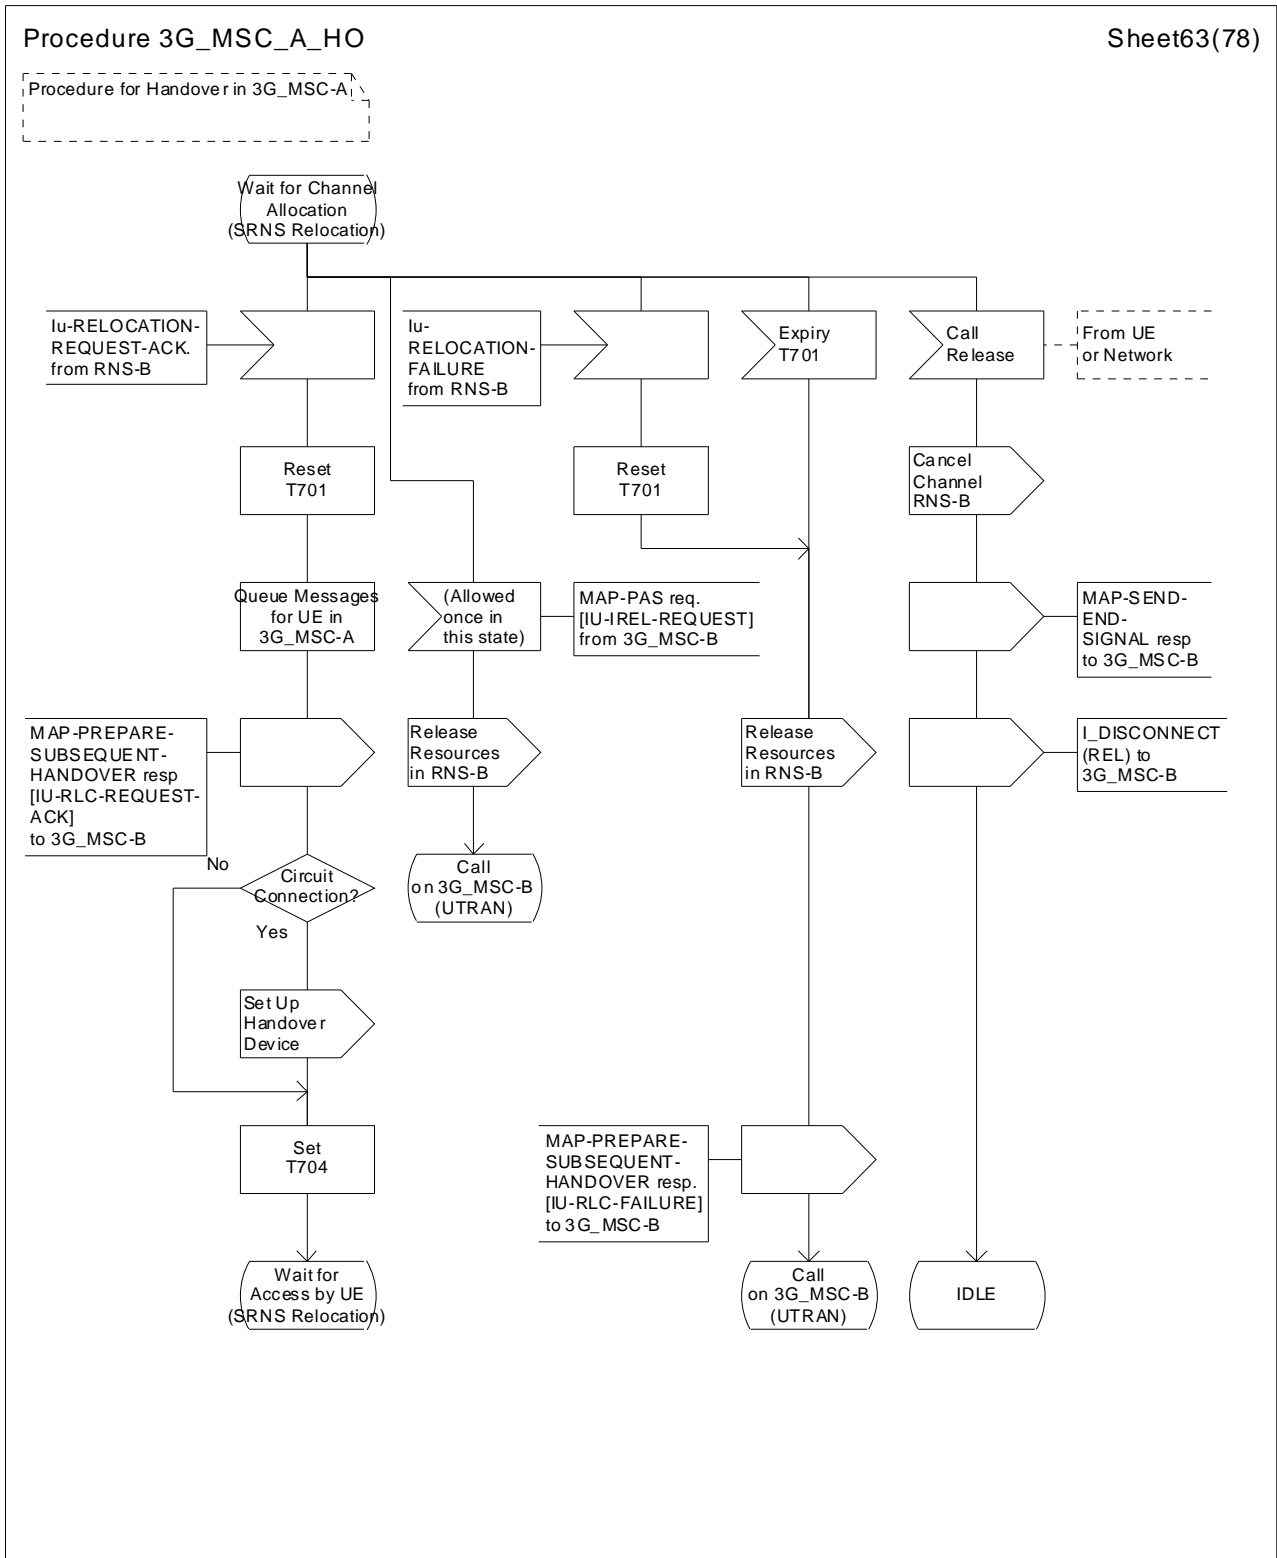 Procedure 3G_MSC_A_HO
Sheet63(78)
Procedure for Handover in 3G_MSC-A
Wait for Channel
Allocation
(SRNS Relocation)
Iu-RELOCATION-
REQUEST-ACK.
from RNS-B
Iu-
RELOCATION-
FAILURE
from RNS-B
Expiry
T701
Call
Release
From UE
or Network
Reset
T701
Reset
T701
Cancel
Channel
RNS-B
Queue Messages
for UE in
3G_MSC-A
(Allowed
once in
this state)
MAP-PAS req.
[IU-IREL-REQUEST]
from 3G_MSC-B
MAP-SEND-
END-
SIGNAL resp
to 3G_MSC-B
MAP-PREPARE-
SUBSEQUENT-
HANDOVER resp
[IU-RLC-REQUEST-
ACK]
to 3G_MSC-B
Release
Resources
in RNS-B
Release
Resources
in RNS-B
I_DISCONNECT
(REL) to
3G_MSC-B
No
Circuit
Connection?
Yes
Call
on 3G_MSC-B
(UTRAN)
Set Up
Handover
Device
Set
T704
MAP-PREPARE-
SUBSEQUENT-
HANDOVER resp.
[IU-RLC-FAILURE]
to 3G_MSC-B
Wait for
Access by UE
(SRNS Relocation)
Call
on 3G_MSC-B
(UTRAN)
IDLE